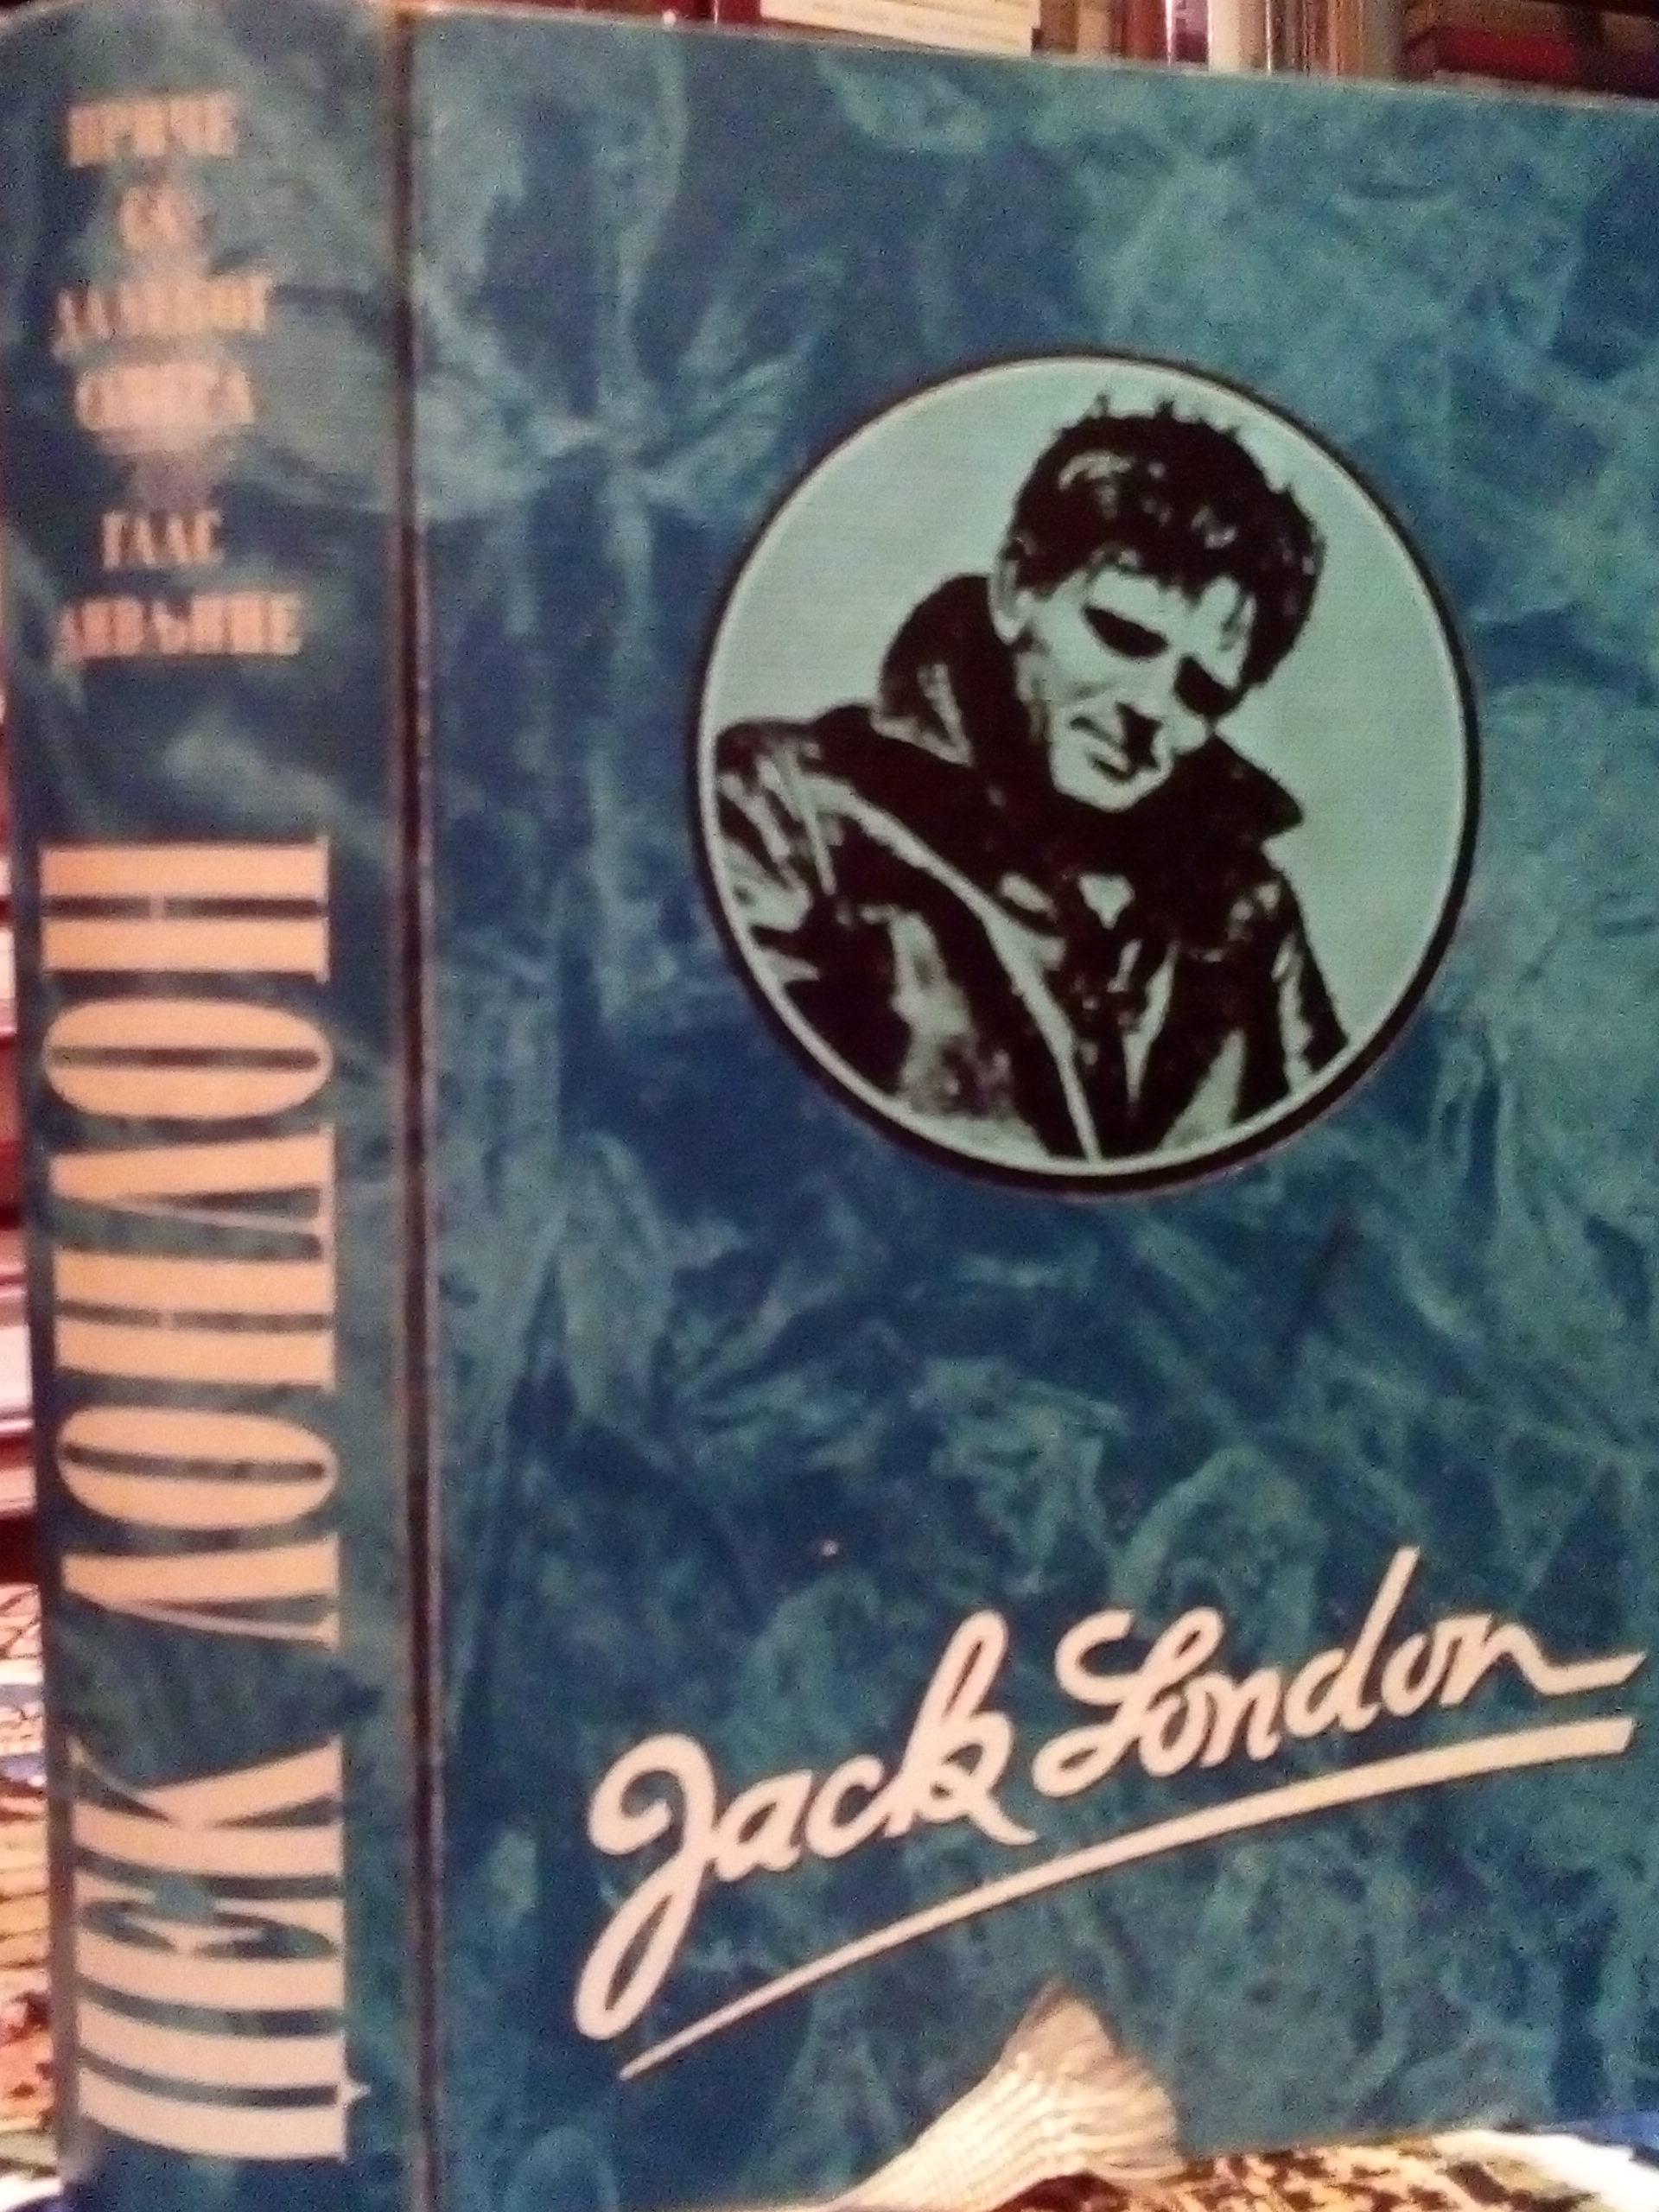 ПРИЧЕ
СА
ДАЛЕКОГ
СЕВЕРА
ГЛАС
ДИВЉИНЕ
ЏЕК ЛОНДОН
Jack London